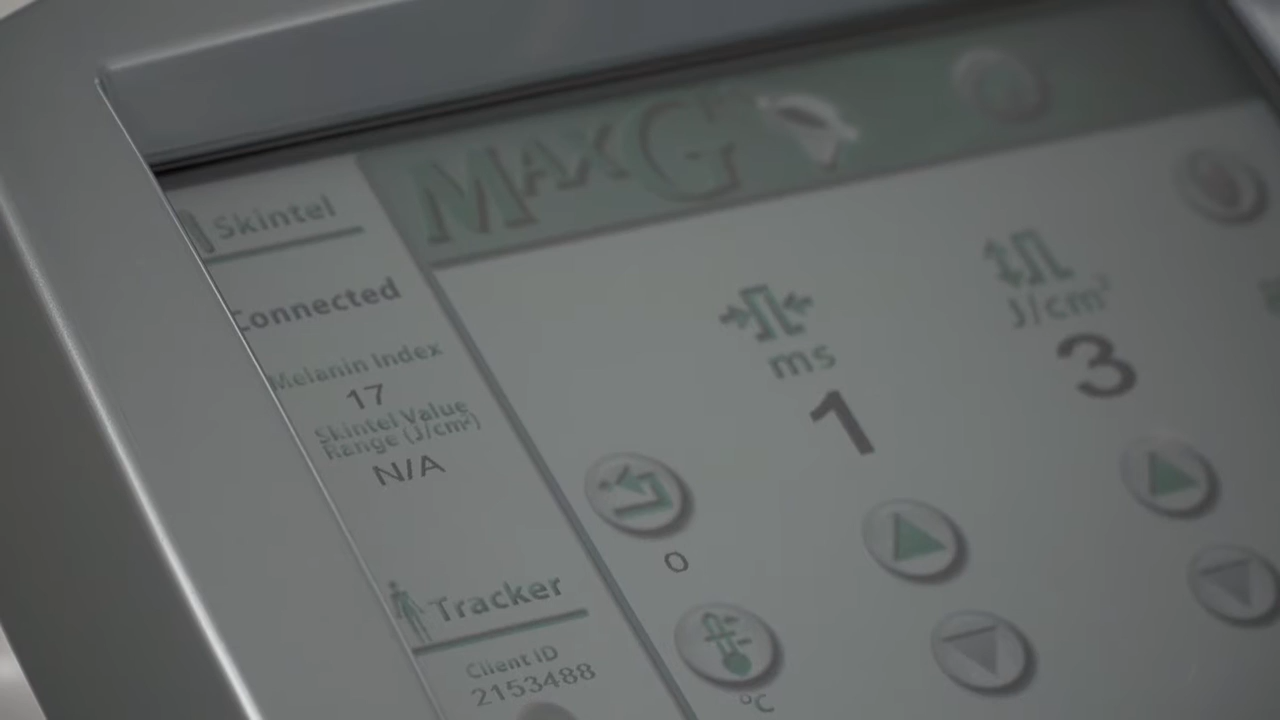 MAXG
Skintel
Connected
Melanin Index
17
Skintel Value
Range (J/cm²)
N/A
Tracker
Client ID
2153488
ms
1
J/cm²
3
0
°C